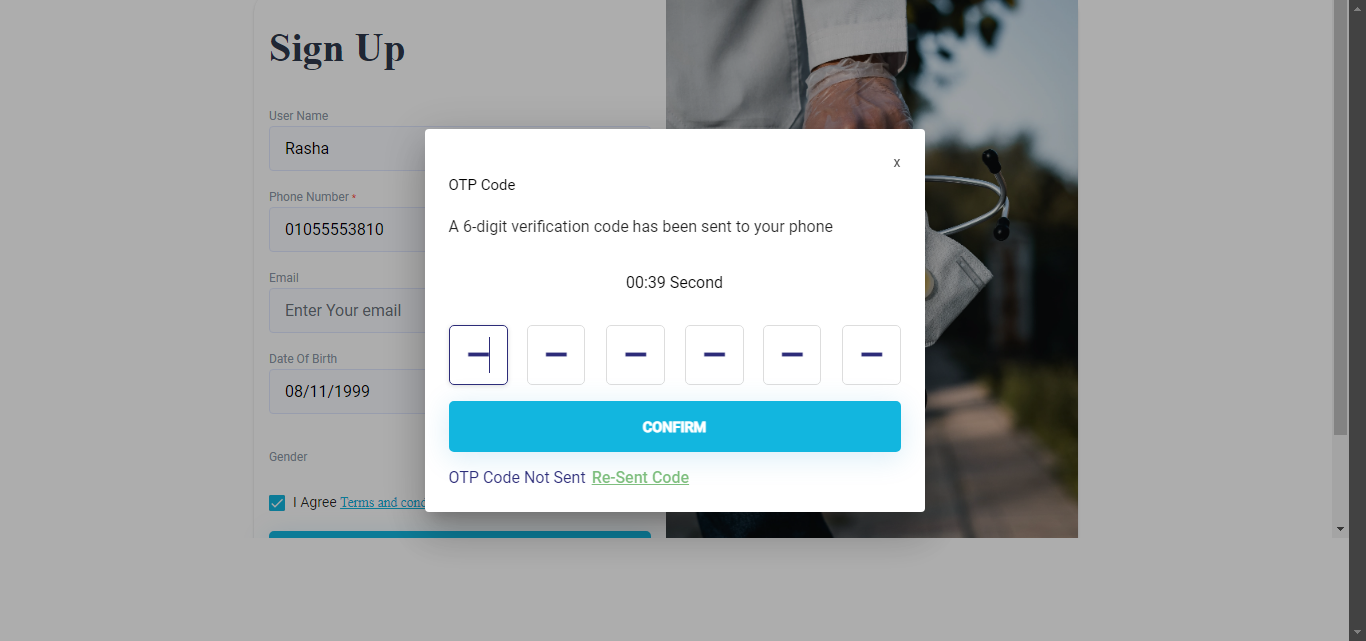 Sign Up
User Name
Rasha
Phone Number *
01055553810
Email
Enter Your email
Date Of Birth
08/11/1999
Gender
I Agree Terms and cond
x
OTP Code
A 6-digit verification code has been sent to your phone
00:39 Second
CONFIRM
OTP Code Not Sent Re-Sent Code